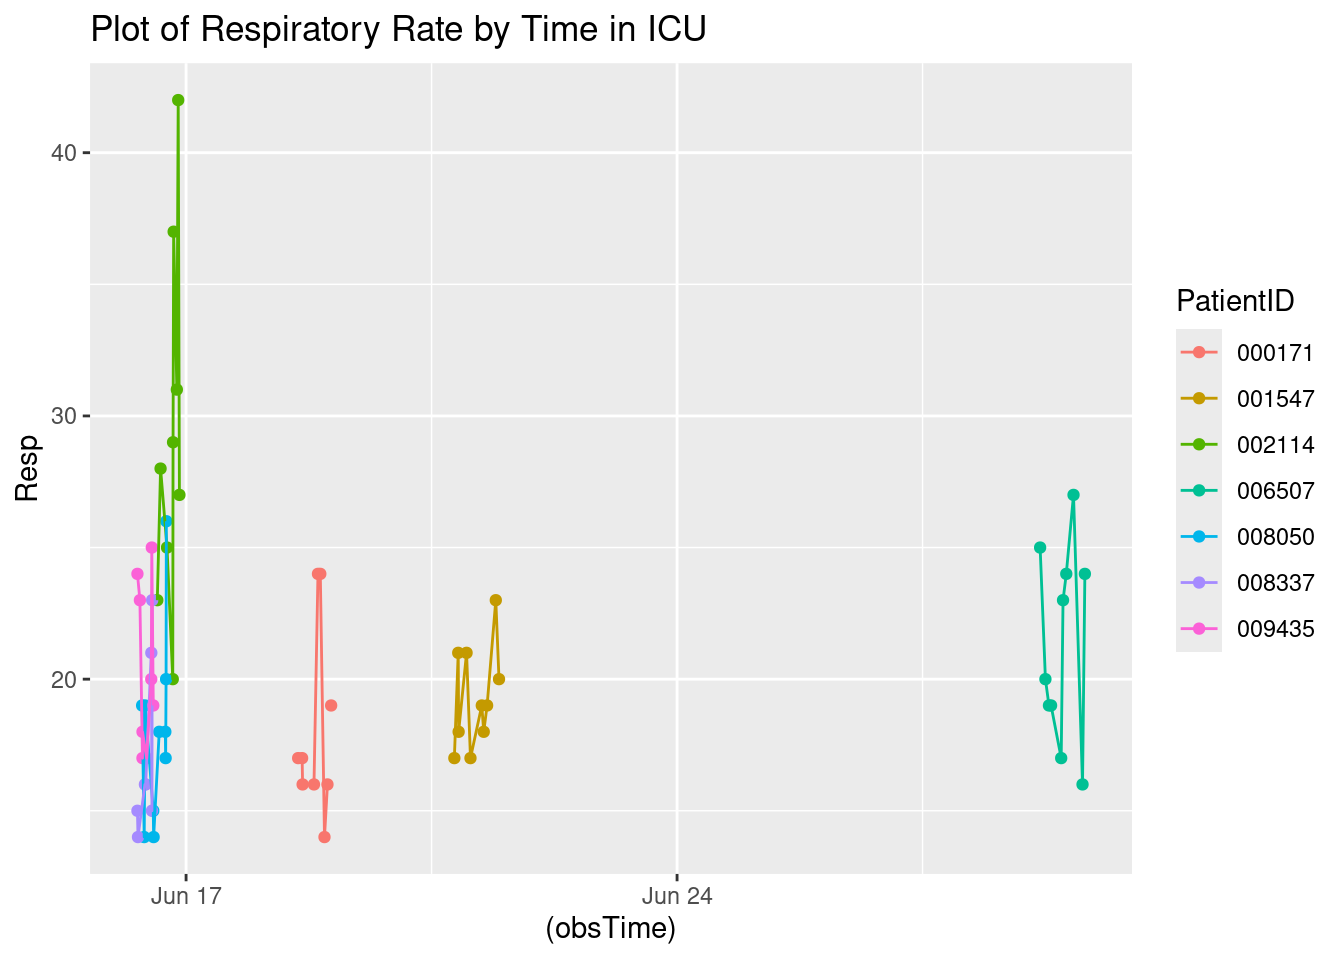 Plot of Respiratory Rate by Time in ICU
40
30
20
Resp
Jun 17
Jun 24
(obsTime)
PatientID
000171
001547
002114
006507
008050
008337
009435